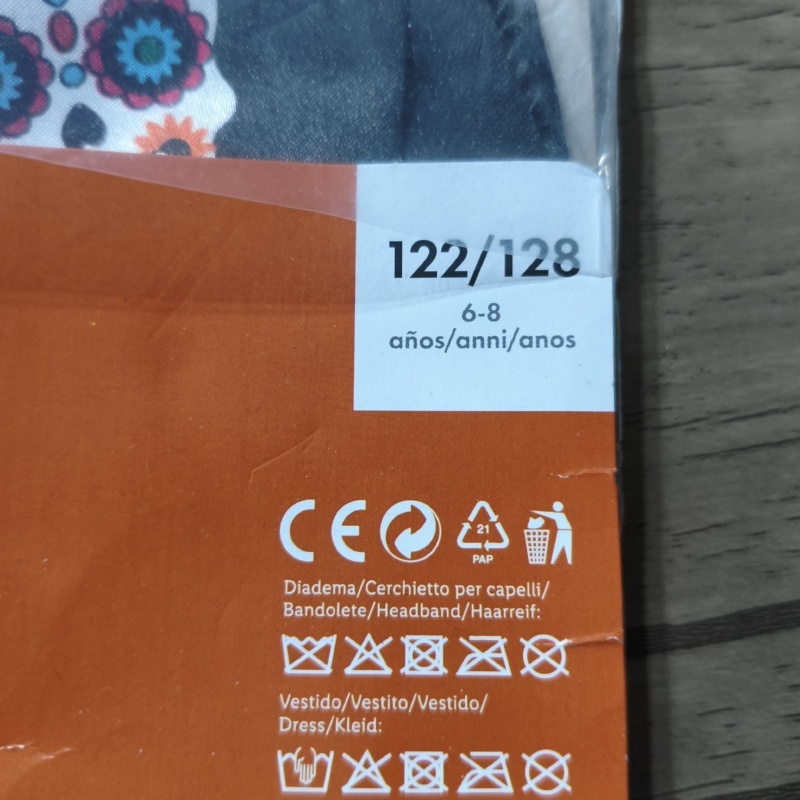 122/128
6-8
años/anni/anos
CE
21
PAP
Diadema/Cerchietto per capelli/
Bandolete/Headband/Haarreif:
Vestido/Vestito/Vestido/
Dress/Kleid: